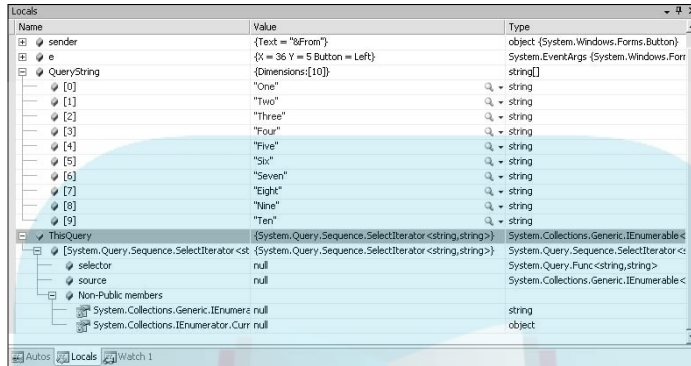 Locals
Name Value Type
sender {Text = "&From"} object {System.Windows.Forms.Button}
e {X = 36 Y = 5 Button = Left} System.EventArgs {System.Windows.Forr
QueryString {Dimensions:[10]} string[]
[0] "One" string
[1] "Two" string
[2] "Three" string
[3] "Four" string
[4] "Five" string
[5] "Six" string
[6] "Seven" string
[7] "Eight" string
[8] "Nine" string
[9] "Ten" string
ThisQuery {System.Query.Sequence.SelectIterator<string,string>} System.Collections.Generic.IEnumerable<
[System.Query.Sequence.SelectIterator<st {System.Query.Sequence.SelectIterator<string,string>} System.Query.Sequence.SelectIterator<s
selector null System.Query.Func<string,string>
source null System.Collections.Generic.IEnumerable<
Non-Public members
System.Collections.Generic.IEnumera null string
System.Collections.IEnumerator.Curr null object
Autos Locals Watch 1